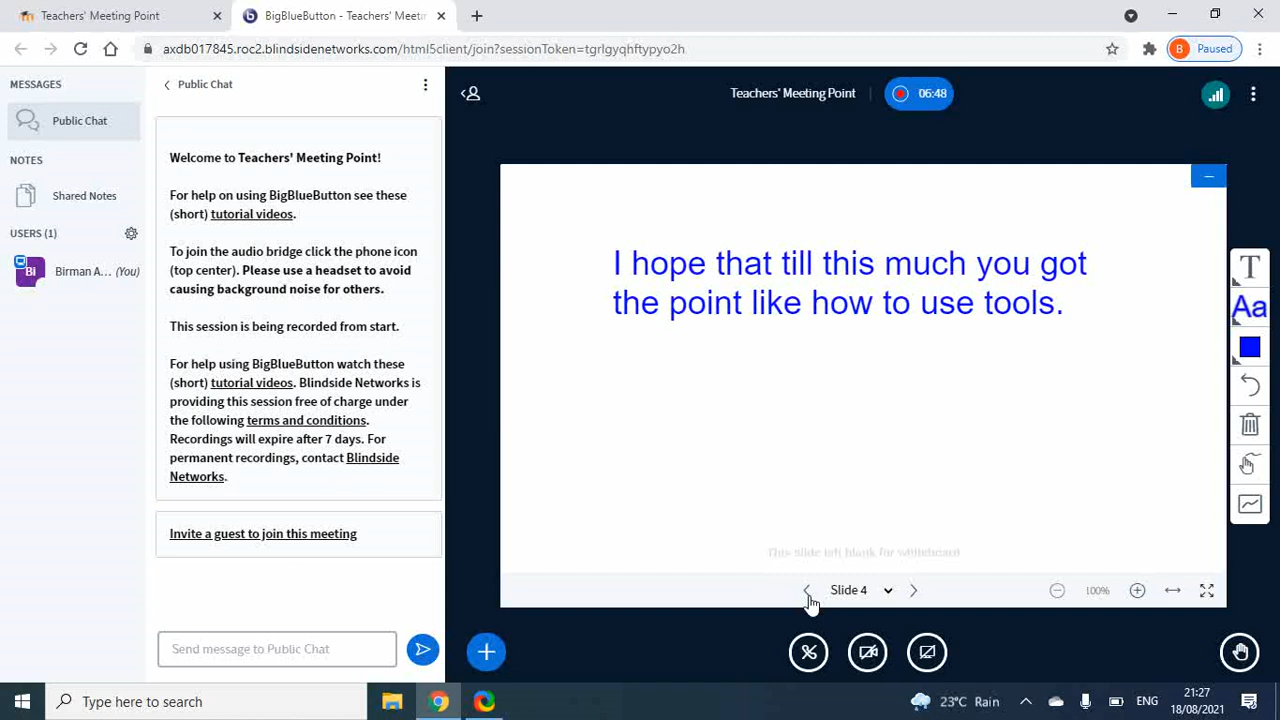 Teachers' Meeting Point
BigBlueButton - Teachers' Meeti
axdb017845.roc2.blindsidenetworks.com/html5client/join?sessionToken=tgrlgyqhftypyo2h
B Paused
MESSAGES
Public Chat
NOTES
Shared Notes
USERS (1)
Bi Birman A... (You)
Public Chat
Welcome to Teachers' Meeting Point!
For help on using BigBlueButton see these
(short) tutorial videos.
To join the audio bridge click the phone icon
(top center). Please use a headset to avoid
causing background noise for others.
This session is being recorded from start.
For help using BigBlueButton watch these
(short) tutorial videos. Blindside Networks is
providing this session free of charge under
the following terms and conditions.
Recordings will expire after 7 days. For
permanent recordings, contact Blindside
Networks.
Invite a guest to join this meeting
Send message to Public Chat
Teachers' Meeting Point
06:48
I hope that till this much you got
the point like how to use tools.
This slide left blank for whiteboard
Slide 4
100%
T
Aa
Type here to search
23°C Rain
ENG
21:27
18/08/2021